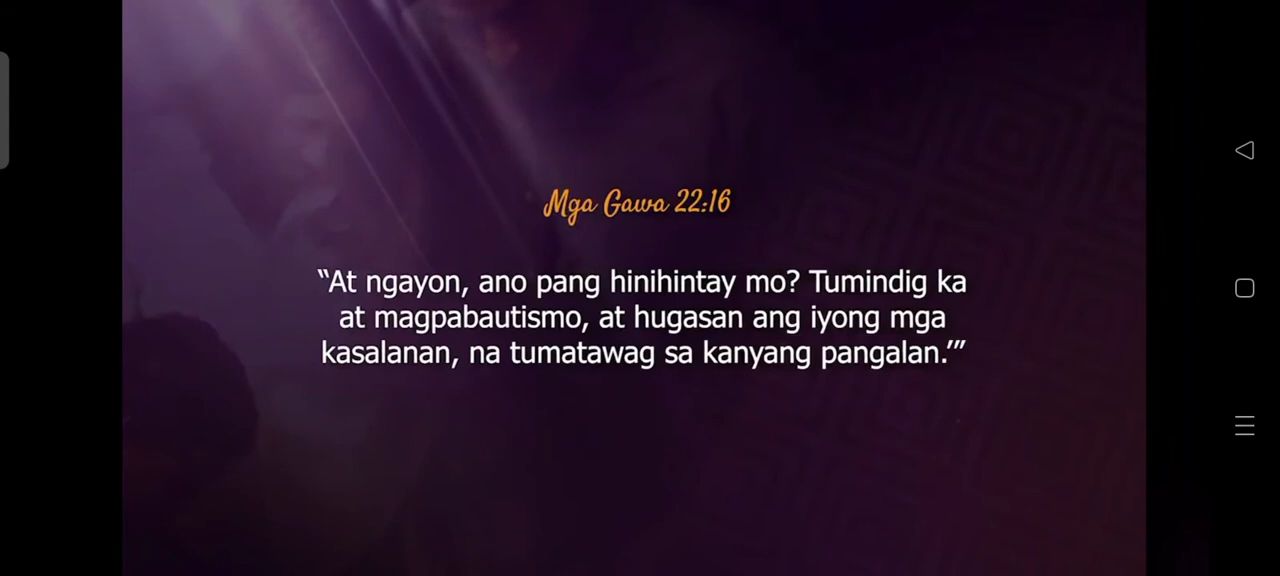 Mga Gawa 22:16
“At ngayon, ano pang hinihintay mo? Tumindig ka
at magpabautismo, at hugasan ang iyong mga
kasalanan, na tumatawag sa kanyang pangalan.’”